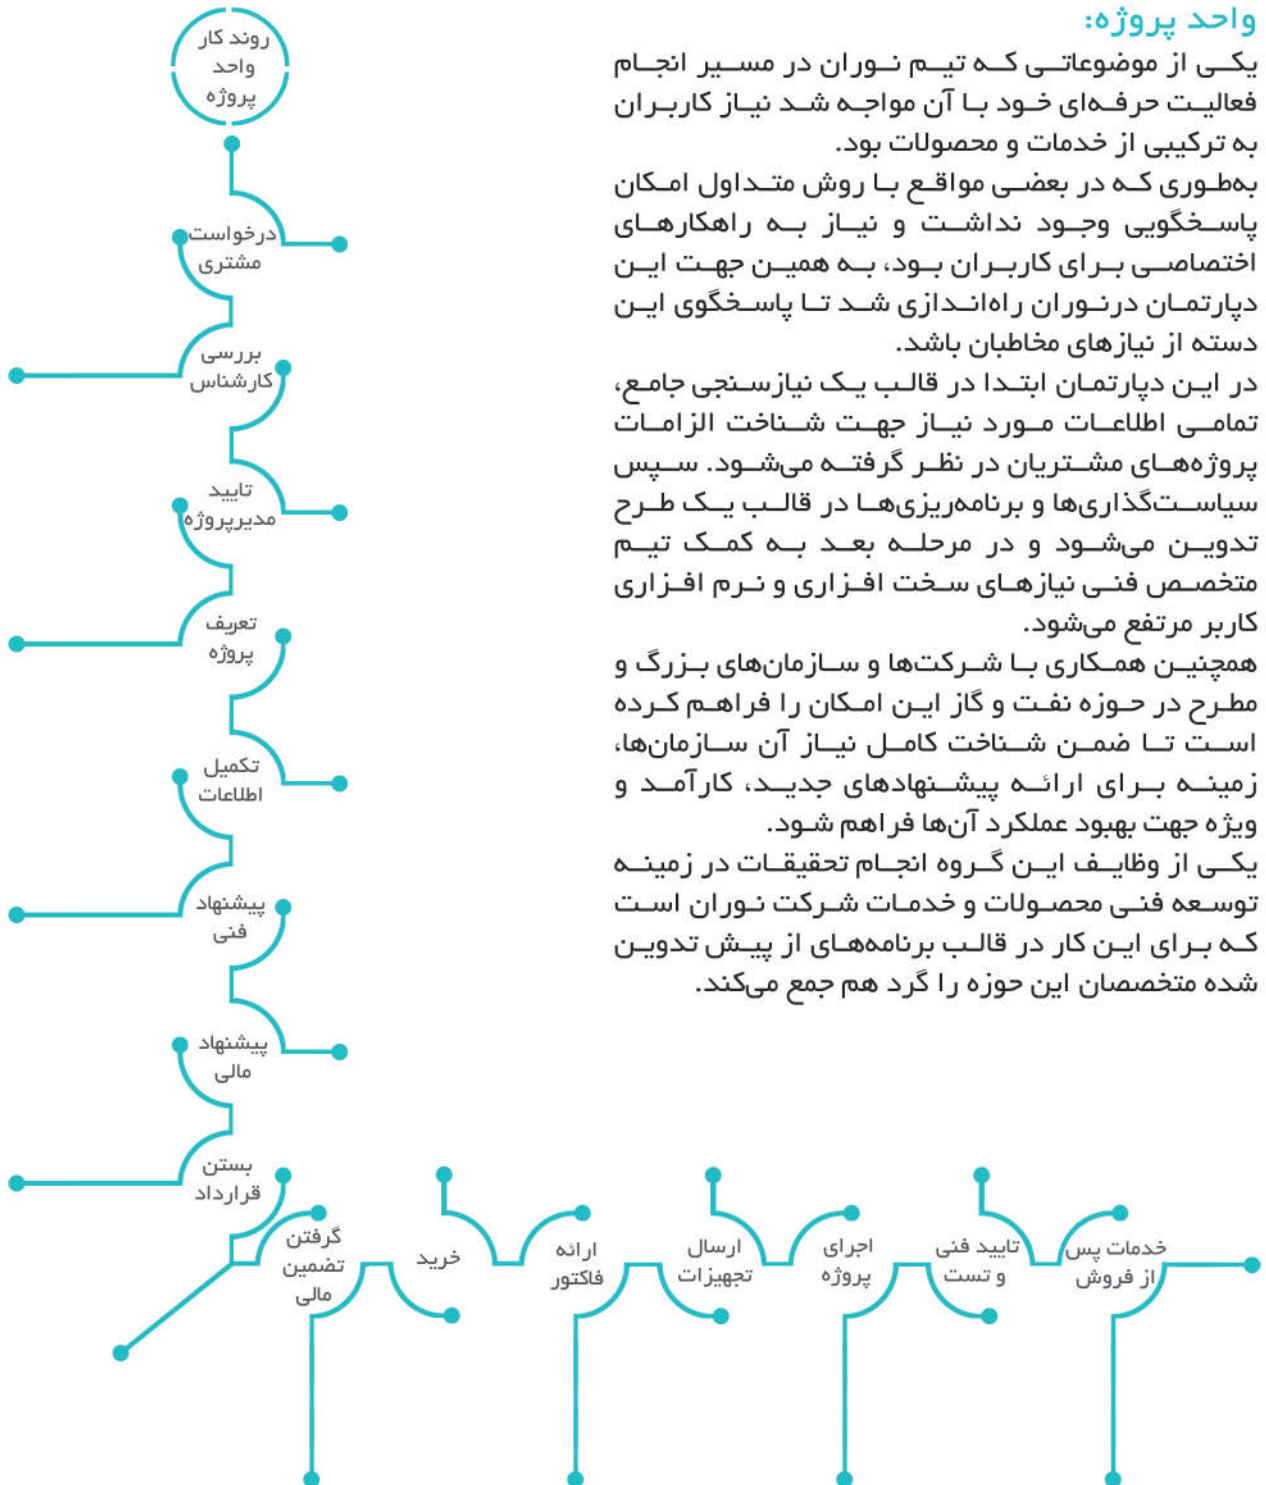 واحد پروژه:
یکی از موضوعاتی که تیم نوران در مسیر انجام
فعالیت حرفه‌ای خود با آن مواجه شد نیاز کاربران
به ترکیبی از خدمات و محصولات بود.
به‌طوری که در بعضی مواقع با روش متداول امکان
پاسخگویی وجود نداشت و نیاز به راهکارهای
اختصاصی برای کاربران بود، به همین جهت این
دپارتمان درنوران راه‌اندازی شد تا پاسخگوی این
دسته از نیازهای مخاطبان باشد.
در این دپارتمان ابتدا در قالب یک نیازسنجی جامع،
تمامی اطلاعات مورد نیاز جهت شناخت الزامات
پروژه‌های مشتریان در نظر گرفته می‌شود. سپس
سیاست‌گذاری‌ها و برنامه‌ریزی‌ها در قالب یک طرح
تدوین می‌شود و در مرحله بعد به کمک تیم
متخصص فنی نیازهای سخت افزاری و نرم افزاری
کاربر مرتفع می‌شود.
همچنین همکاری با شرکت‌ها و سازمان‌های بزرگ و
مطرح در حوزه نفت و گاز این امکان را فراهم کرده
است تا ضمن شناخت کامل نیاز آن سازمان‌ها،
زمینه برای ارائه پیشنهادهای جدید، کارآمد و
ویژه جهت بهبود عملکرد آن‌ها فراهم شود.
یکی از وظایف این گروه انجام تحقیقات در زمینه
توسعه فنی محصولات و خدمات شرکت نوران است
که برای این کار در قالب برنامه‌های از پیش تدوین
شده متخصصان این حوزه را گرد هم جمع می‌کند.
روند کار
واحد
پروژه
درخواست
مشتری
بررسی
کارشناس
تایید
مدیرپروژه
تعریف
پروژه
تکمیل
اطلاعات
پیشنهاد
فنی
پیشنهاد
مالی
بستن
قرارداد
گرفتن
تضمین
مالی
خرید
ارائه
فاکتور
ارسال
تجهیزات
اجرای
پروژه
تایید فنی
و تست
خدمات پس
از فروش